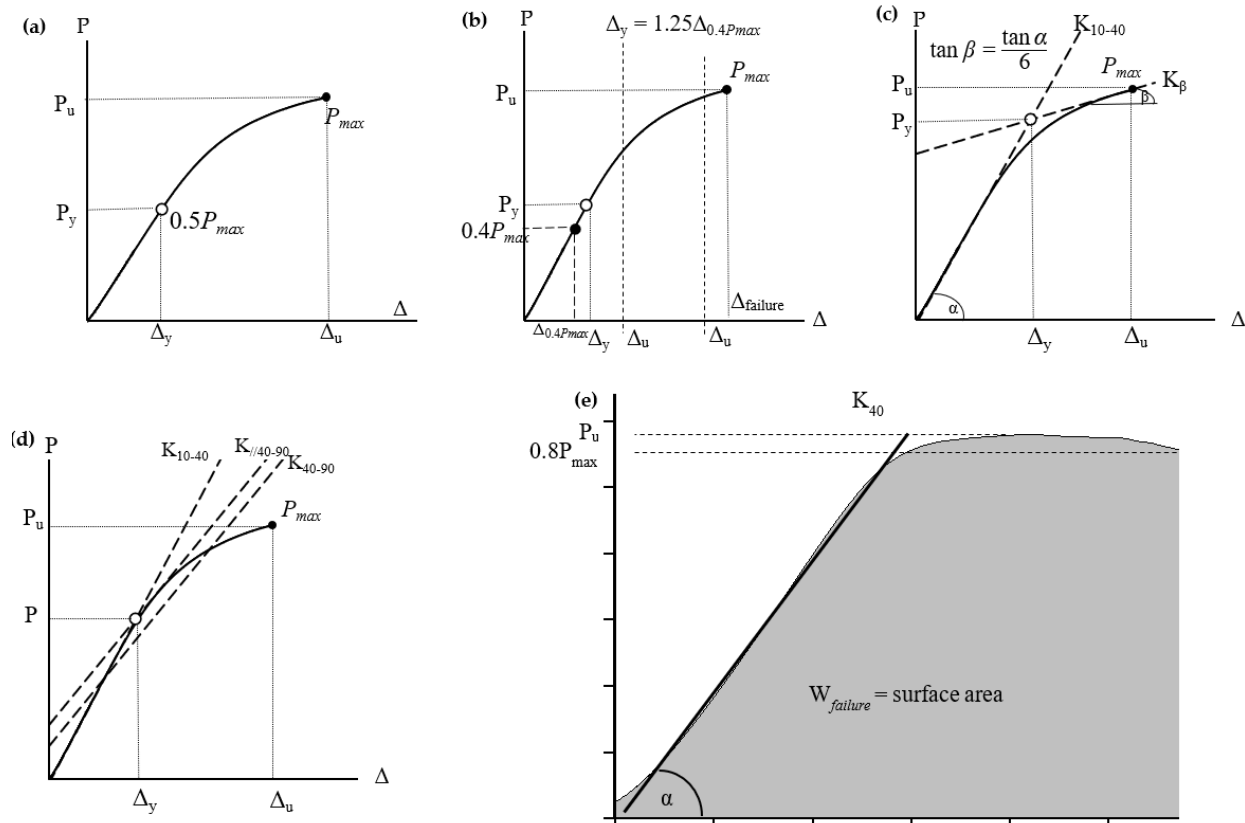 (a)
P
P_u
P_max
P_y
0.5P_max
Δ
Δ_y
Δ_u
(b)
P
Δ_y = 1.25Δ_0.4Pmax
P_u
P_max
P_y
0.4P_max
Δ_failure
Δ
Δ_0.4Pmax
Δ_y
Δ_u
Δ_u
(c)
P
tan β = tan α / 6
K_10-40
P_u
P_max
K_β
β
P_y
α
Δ
Δ_y
Δ_u
(d)
P
K_10-40
K_//40-90
K_40-90
P_u
P_max
P
Δ
Δ_y
Δ_u
(e)
K_40
P_u
0.8P_max
W_failure = surface area
α